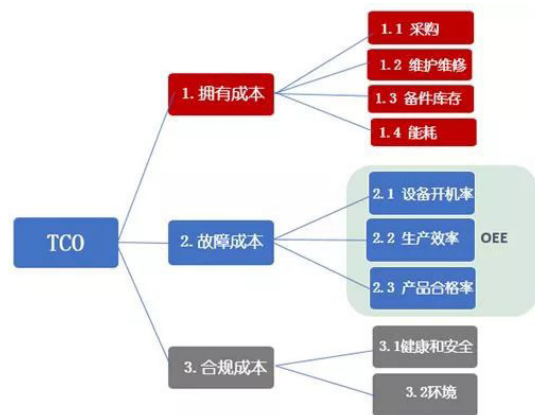 TCO
1.拥有成本
1.1 采购
1.2 维护维修
1.3 备件库存
1.4 能耗
2.故障成本
2.1 设备开机率
2.2 生产效率
2.3 产品合格率
OEE
3.合规成本
3.1健康和安全
3.2环境